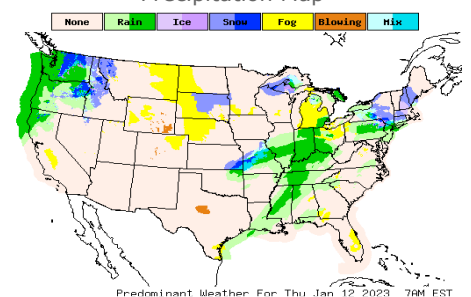 Precipitation Map
None Rain Ice Snow Fog Blowing Mix
Predominant Weather For Thu Jan 12 2023 7AM EST